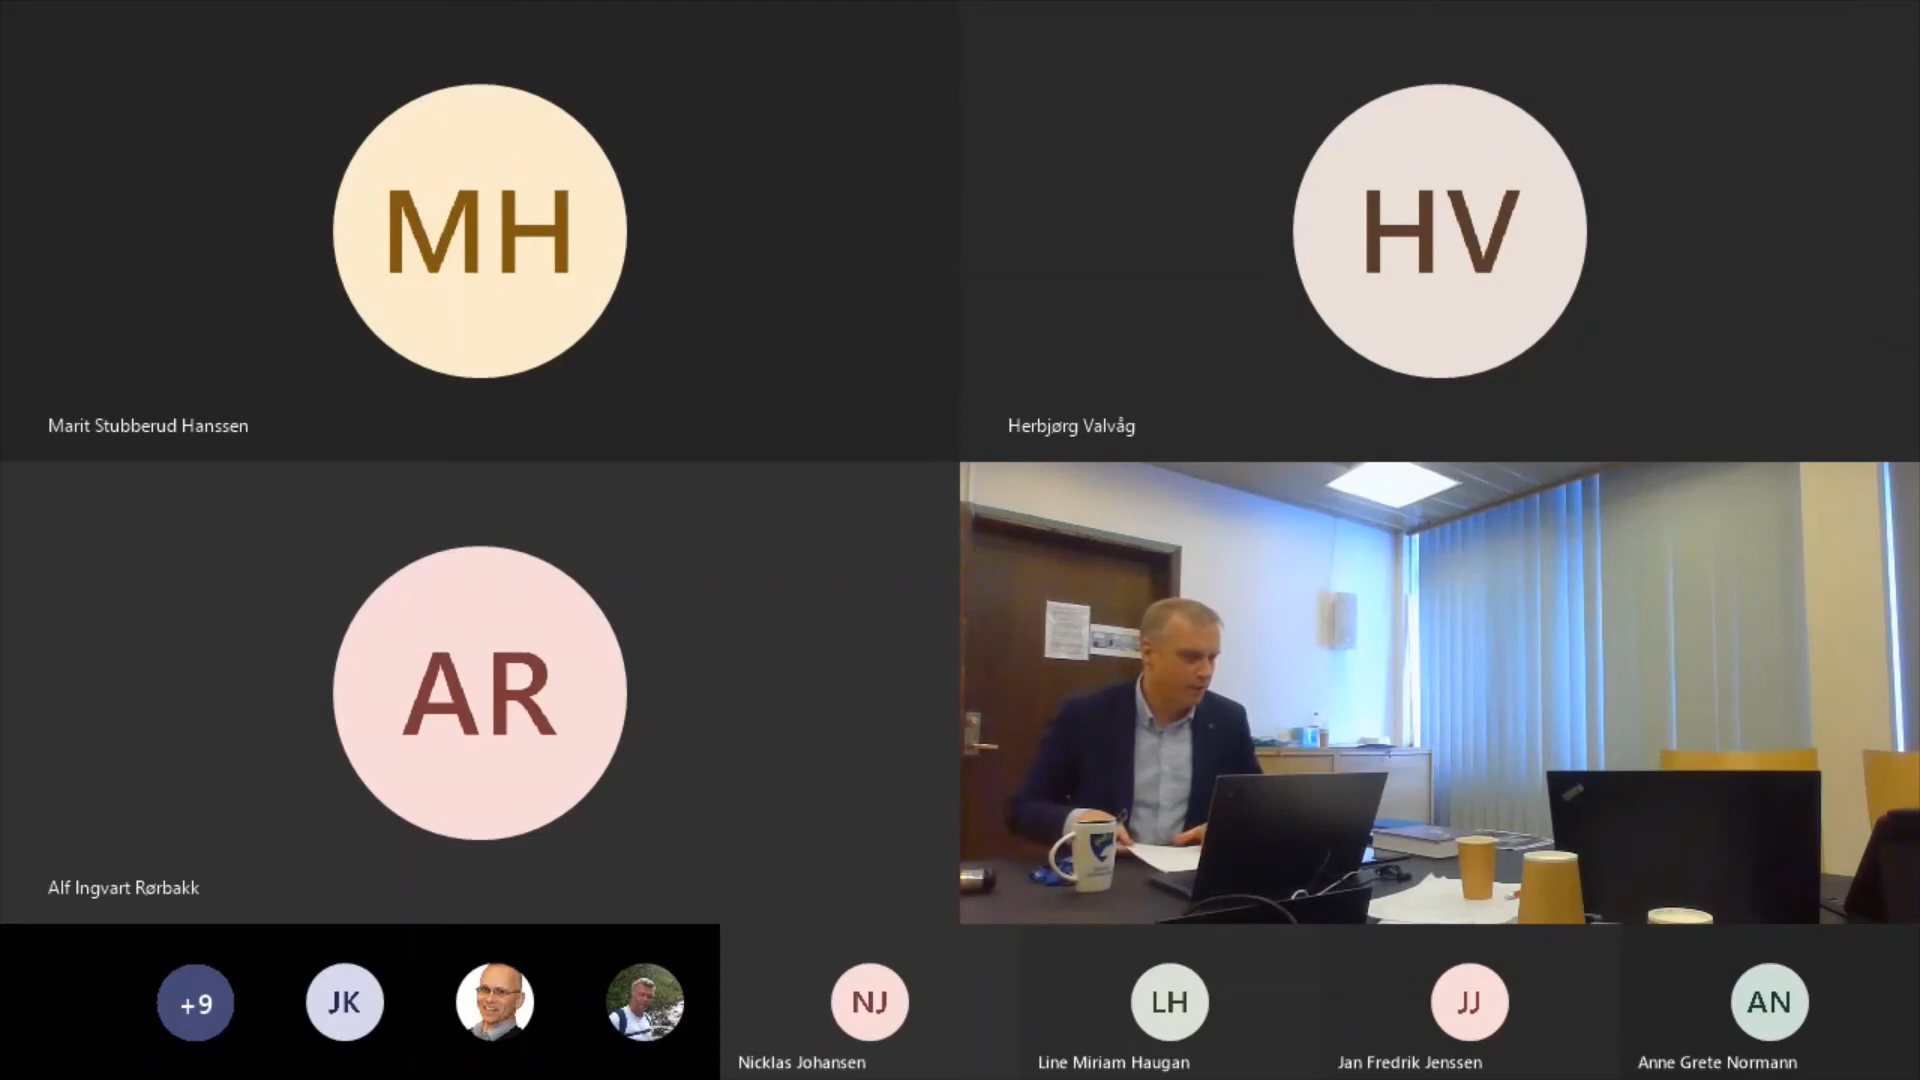 MH
Marit Stubberud Hanssen
HV
Herbjørg Valvåg
AR
Alf Ingvart Rørbakk
+9
JK
NJ
Nicklas Johansen
LH
Line Miriam Haugan
JJ
Jan Fredrik Jenssen
AN
Anne Grete Normann